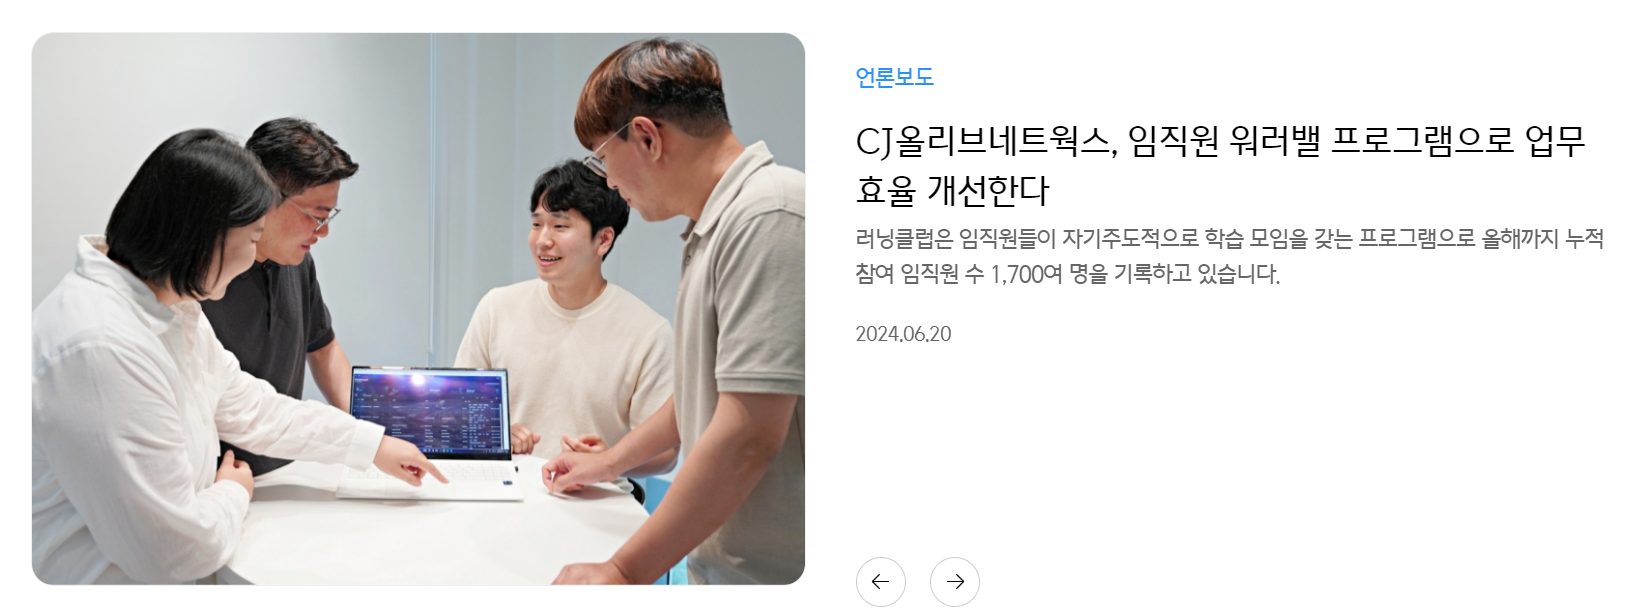 언론보도
CJ올리브네트웍스, 임직원 워러밸 프로그램으로 업무
효율 개선한다
러닝클럽은 임직원들이 자기주도적으로 학습 모임을 갖는 프로그램으로 올해까지 누적
참여 임직원 수 1,700여 명을 기록하고 있습니다.
2024.06.20